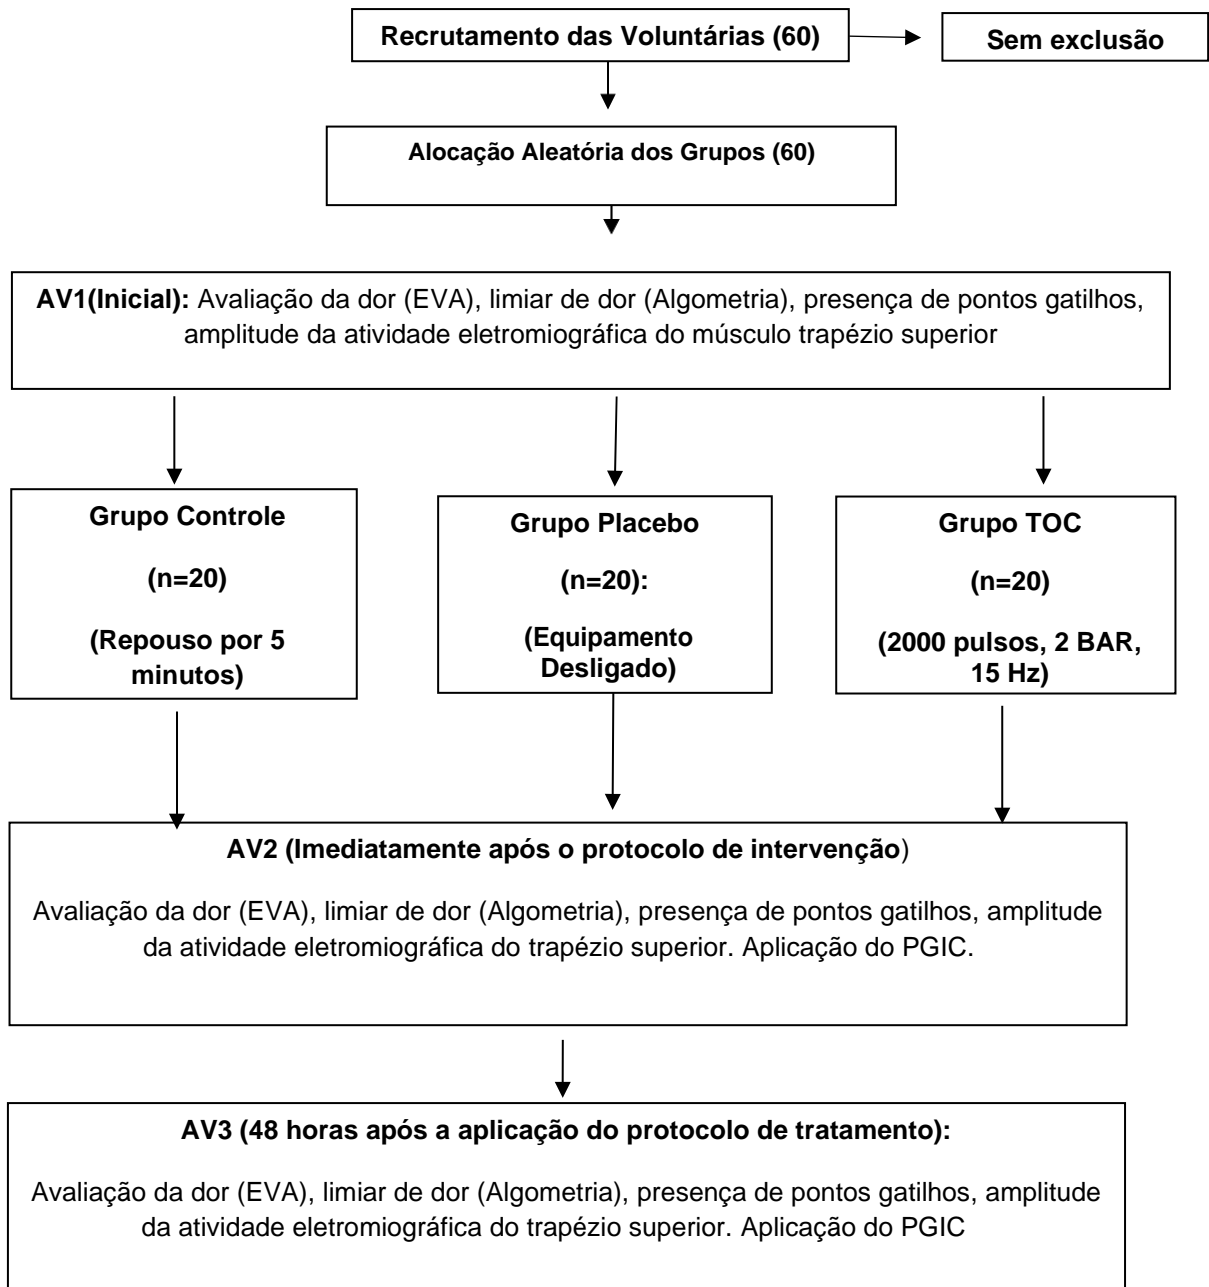 Recrutamento das Voluntárias (60)
Sem exclusão
Alocação Aleatória dos Grupos (60)
AV1(Inicial): Avaliação da dor (EVA), limiar de dor (Algometria), presença de pontos gatilhos,
amplitude da atividade eletromiográfica do músculo trapézio superior
Grupo Controle
(n=20)
(Repouso por 5
minutos)
Grupo Placebo
(n=20):
(Equipamento
Desligado)
Grupo TOC
(n=20)
(2000 pulsos, 2 BAR,
15 Hz)
AV2 (Imediatamente após o protocolo de intervenção)
Avaliação da dor (EVA), limiar de dor (Algometria), presença de pontos gatilhos, amplitude
da atividade eletromiográfica do trapézio superior. Aplicação do PGIC.
AV3 (48 horas após a aplicação do protocolo de tratamento):
Avaliação da dor (EVA), limiar de dor (Algometria), presença de pontos gatilhos, amplitude
da atividade eletromiográfica do trapézio superior. Aplicação do PGIC